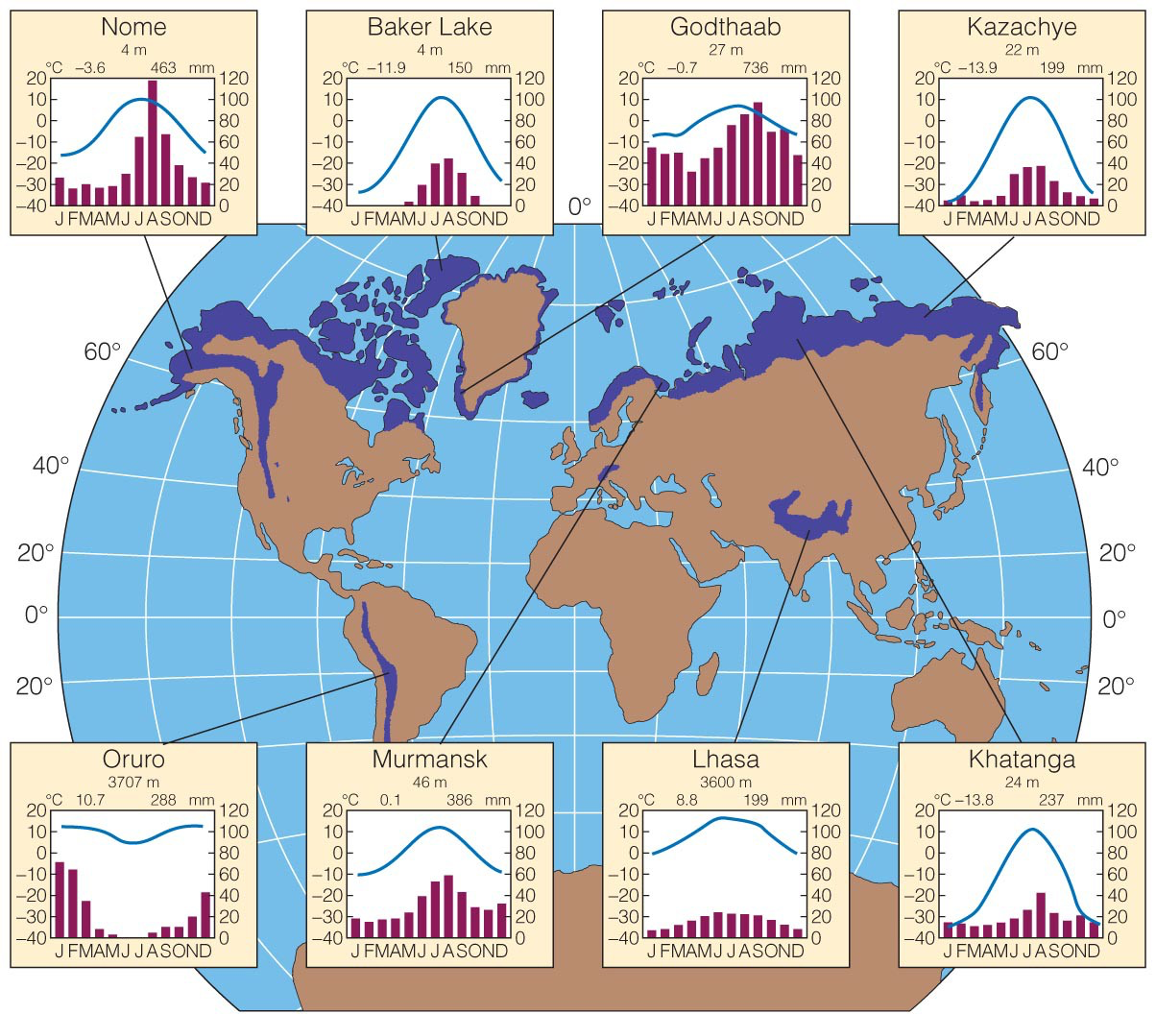 Nome
4 m
°C −3.6 463 mm
20 120
10 100
0 80
−10 60
−20 40
−30 20
−40 0
J FMAMJ J ASOND
Baker Lake
4 m
°C −11.9 150 mm
20 120
10 100
0 80
−10 60
−20 40
−30 20
−40 0
J FMAMJ J ASOND
Godthaab
27 m
°C −0.7 736 mm
20 120
10 100
0 80
−10 60
−20 40
−30 20
−40 0
J FMAMJ J ASOND
Kazachye
22 m
°C −13.9 199 mm
20 120
10 100
0 80
−10 60
−20 40
−30 20
−40 0
J FMAMJ J ASOND
0°
60° 60°
40° 40°
20° 20°
0° 0°
20° 20°
Oruro
3707 m
°C 10.7 288 mm
20 120
10 100
0 80
−10 60
−20 40
−30 20
−40 0
J FMAMJ J ASOND
Murmansk
46 m
°C 0.1 386 mm
20 120
10 100
0 80
−10 60
−20 40
−30 20
−40 0
J FMAMJ J ASOND
Lhasa
3600 m
°C 8.8 199 mm
20 120
10 100
0 80
−10 60
−20 40
−30 20
−40 0
J FMAMJ J ASOND
Khatanga
24 m
°C −13.8 237 mm
20 120
10 100
0 80
−10 60
−20 40
−30 20
−40 0
J FMAMJ J ASOND